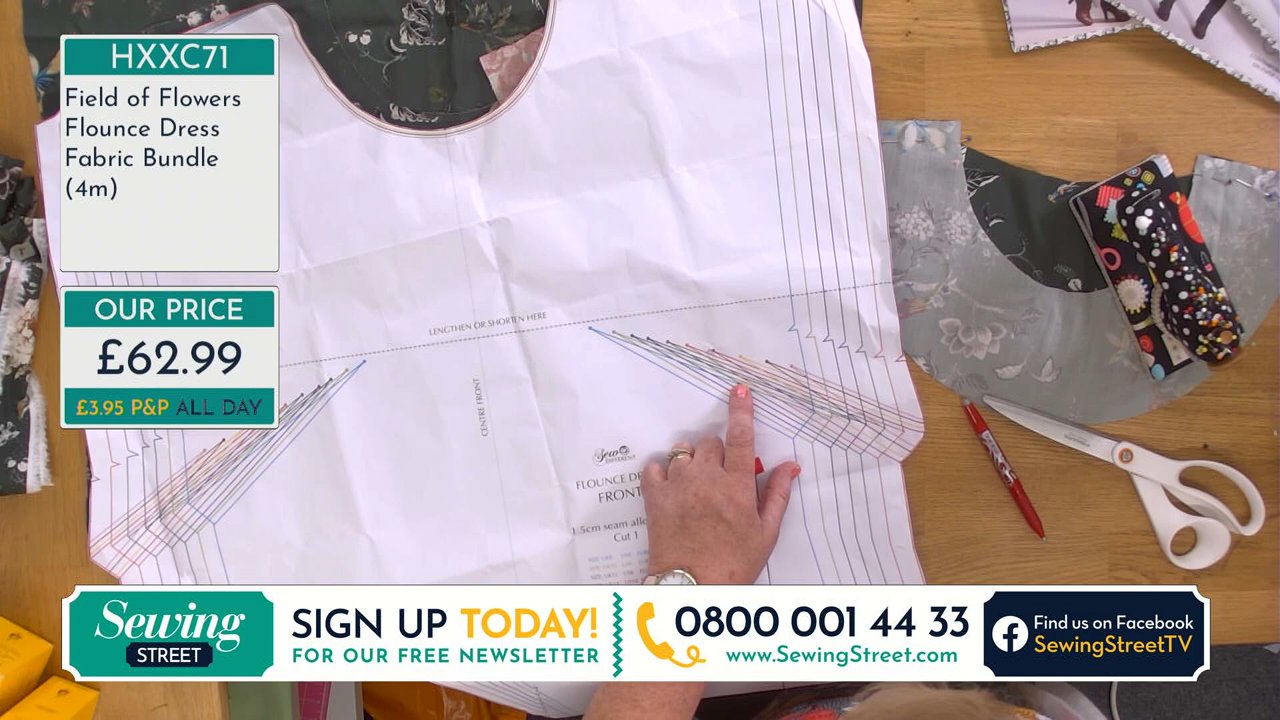 HXXC71
Field of Flowers
Flounce Dress
Fabric Bundle
(4m)
OUR PRICE
£62.99
£3.95 P&P ALL DAY
LENGTHEN OR SHORTEN HERE
CENTRE FRONT
Sew
DIFFERENT
FLOUNCE
FRONT
1.5cm seam
Cut 1
Sewing
STREET
SIGN UP TODAY!
FOR OUR FREE NEWSLETTER
0800 001 44 33
www.SewingStreet.com
Find us on Facebook
SewingStreetTV